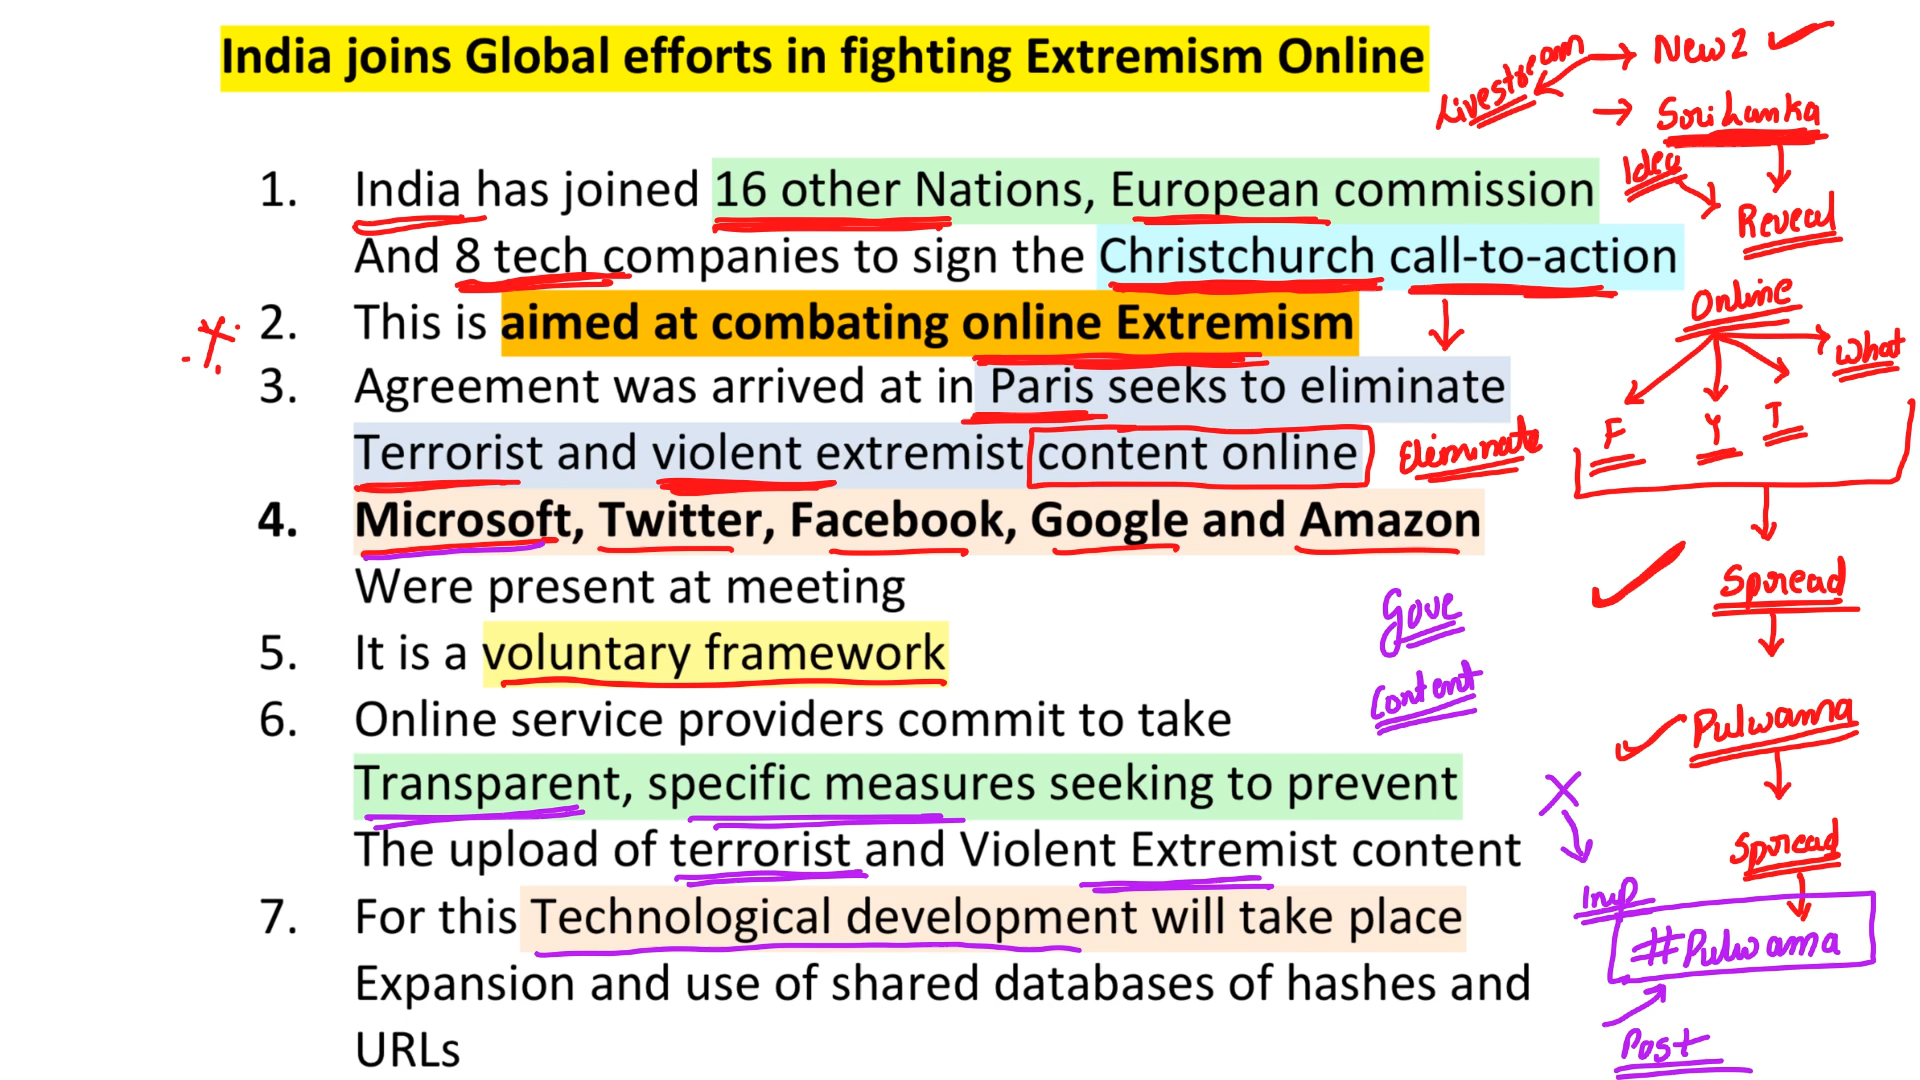 India joins Global efforts in fighting Extremism Online
1. India has joined 16 other Nations, European commission
And 8 tech companies to sign the Christchurch call-to-action
2. This is aimed at combating online Extremism
3. Agreement was arrived at in Paris seeks to eliminate
Terrorist and violent extremist content online
4. Microsoft, Twitter, Facebook, Google and Amazon
Were present at meeting
5. It is a voluntary framework
6. Online service providers commit to take
Transparent, specific measures seeking to prevent
The upload of terrorist and Violent Extremist content
7. For this Technological development will take place
Expansion and use of shared databases of hashes and
URLs
Livestream → New Z
→ Sri Lanka
Idea
Reveal
Online
What
F Y T
Eliminate
Spread
Gove
Content
Pulwama
Spread
Imp
#Pulwama
Post